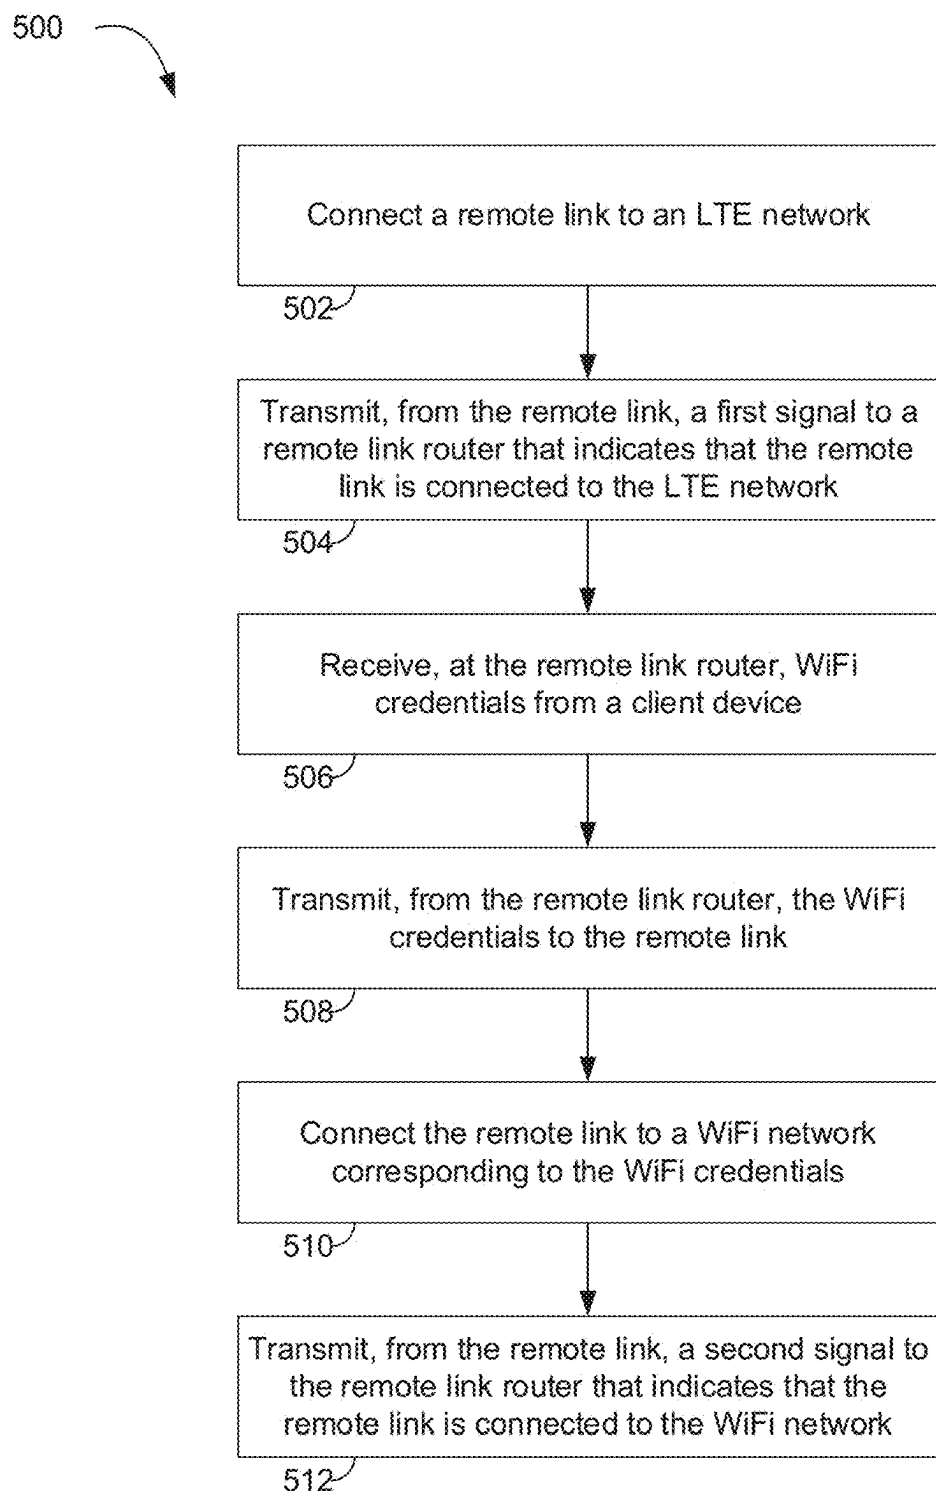 500
Connect a remote link to an LTE network
502
Transmit, from the remote link, a first signal to a
remote link router that indicates that the remote
link is connected to the LTE network
504
Receive, at the remote link router, WiFi
credentials from a client device
506
Transmit, from the remote link router, the WiFi
credentials to the remote link
508
Connect the remote link to a WiFi network
corresponding to the WiFi credentials
510
Transmit, from the remote link, a second signal to
the remote link router that indicates that the
remote link is connected to the WiFi network
512